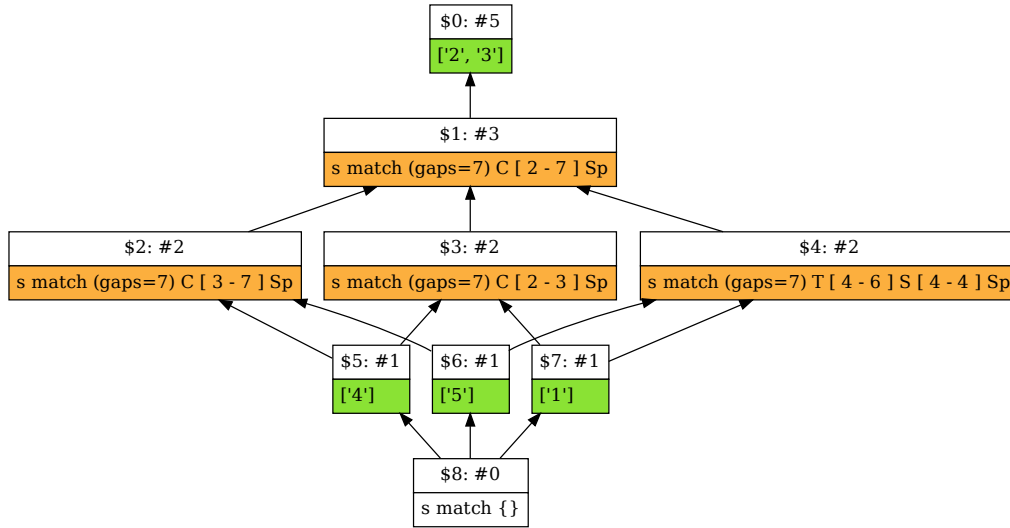 $0: #5
['2', '3']
$1: #3
s match (gaps=7) C [ 2 - 7 ] Sp
$2: #2
s match (gaps=7) C [ 3 - 7 ] Sp
$3: #2
s match (gaps=7) C [ 2 - 3 ] Sp
$4: #2
s match (gaps=7) T [ 4 - 6 ] S [ 4 - 4 ] Sp
$5: #1
['4']
$6: #1
['5']
$7: #1
['1']
$8: #0
s match {}